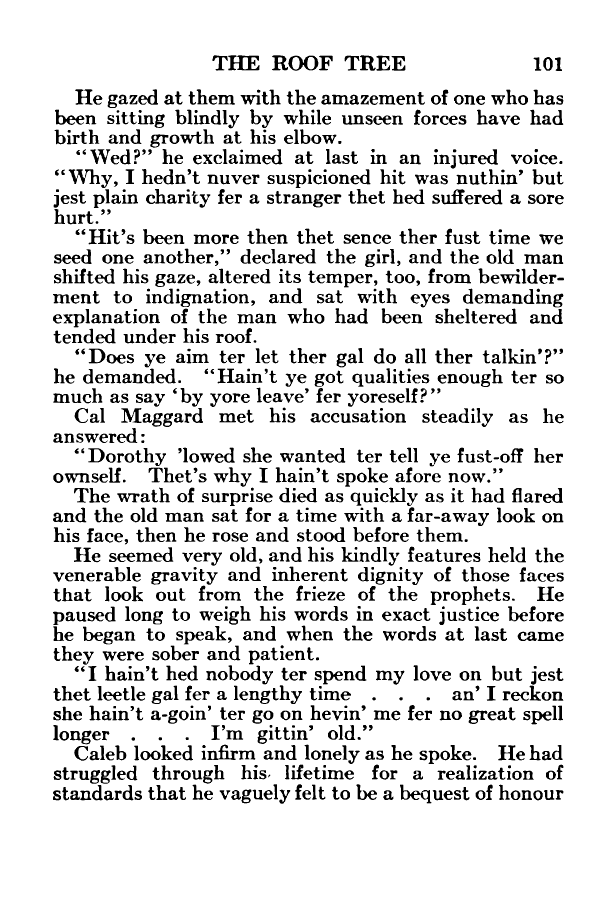 THE ROOF TREE 101
He gazed at them with the amazement of one who has
been sitting blindly by while unseen forces have had
birth and growth at his elbow.
“Wed?” he exclaimed at last in an injured voice.
“Why, I hedn’t nuver suspicioned hit was nuthin’ but
jest plain charity fer a stranger thet hed suffered a sore
hurt.”
“Hit’s been more then thet sence ther fust time we
seed one another,” declared the girl, and the old man
shifted his gaze, altered its temper, too, from bewilder-
ment to indignation, and sat with eyes demanding
explanation of the man who had been sheltered and
tended under his roof.
“Does ye aim ter let ther gal do all ther talkin’?”
he demanded. “Hain’t ye got qualities enough ter so
much as say ‘by yore leave’ fer yoreself?”
Cal Maggard met his accusation steadily as he
answered:
“Dorothy ’lowed she wanted ter tell ye fust-off her
ownself. Thet’s why I hain’t spoke afore now.”
The wrath of surprise died as quickly as it had flared
and the old man sat for a time with a far-away look on
his face, then he rose and stood before them.
He seemed very old, and his kindly features held the
venerable gravity and inherent dignity of those faces
that look out from the frieze of the prophets. He
paused long to weigh his words in exact justice before
he began to speak, and when the words at last came
they were sober and patient.
“I hain’t hed nobody ter spend my love on but jest
thet leetle gal fer a lengthy time . . . an’ I reckon
she hain’t a-goin’ ter go on hevin’ me fer no great spell
longer . . . I’m gittin’ old.”
Caleb looked infirm and lonely as he spoke. He had
struggled through his lifetime for a realization of
standards that he vaguely felt to be a bequest of honour